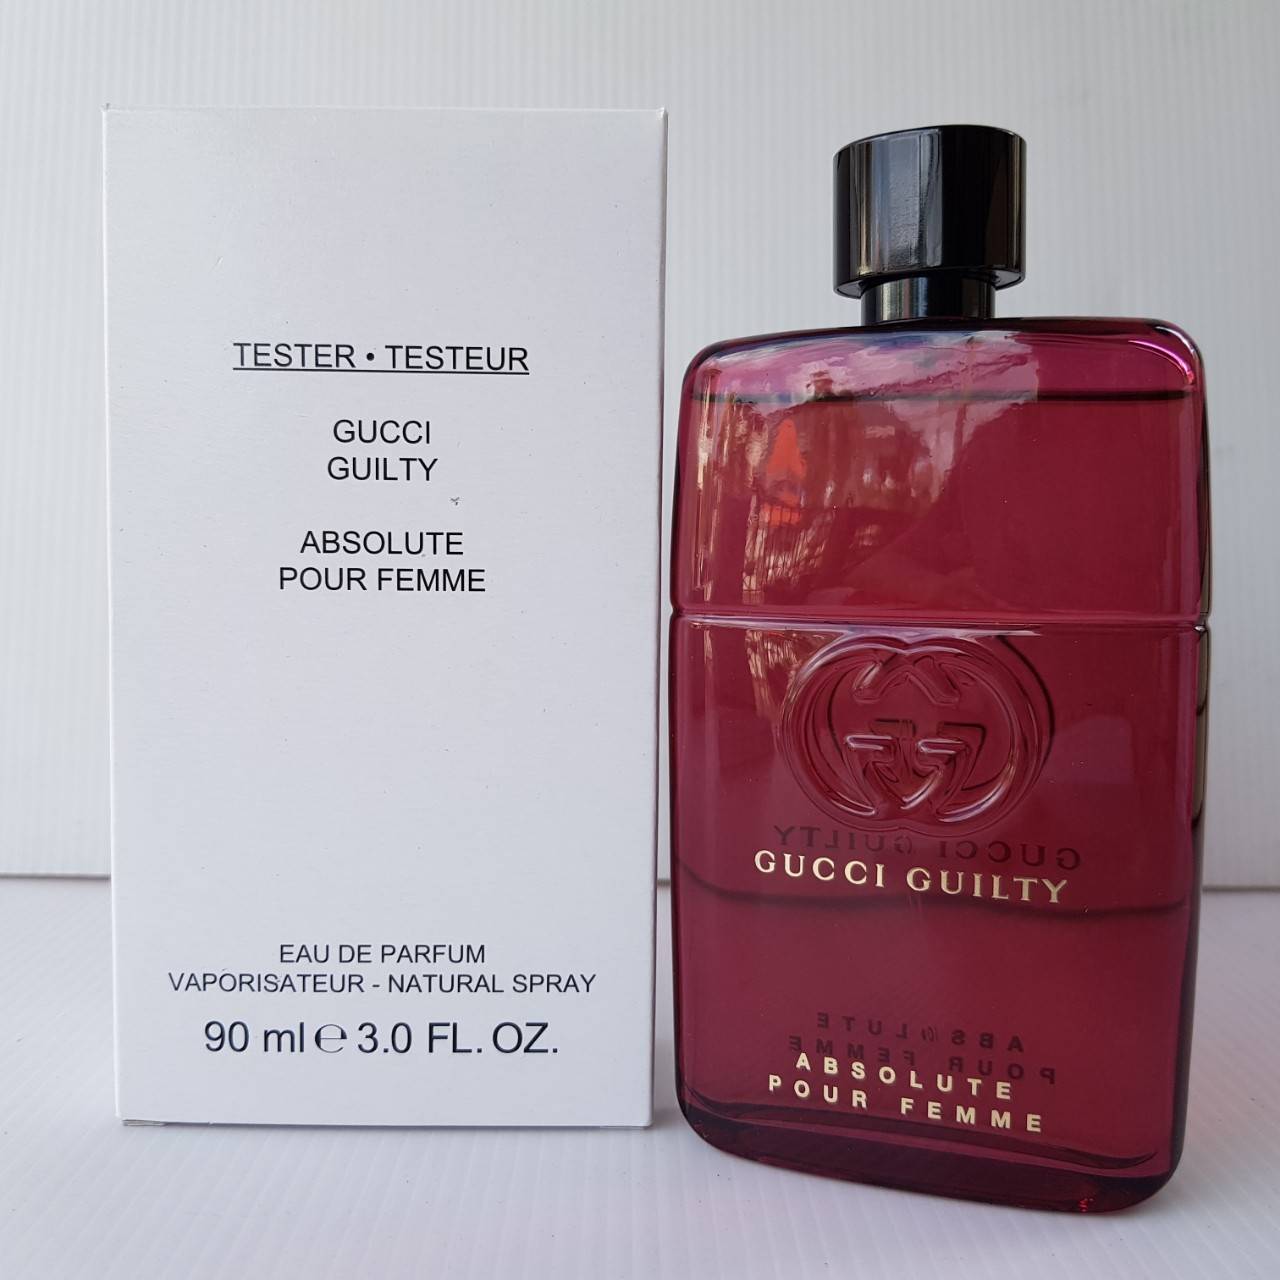 TESTER • TESTEUR
GUCCI
GUILTY
ABSOLUTE
POUR FEMME
EAU DE PARFUM
VAPORISATEUR - NATURAL SPRAY
90 ml ℮ 3.0 FL. OZ.
GUCCI GUILTY
ABSOLUTE
POUR FEMME